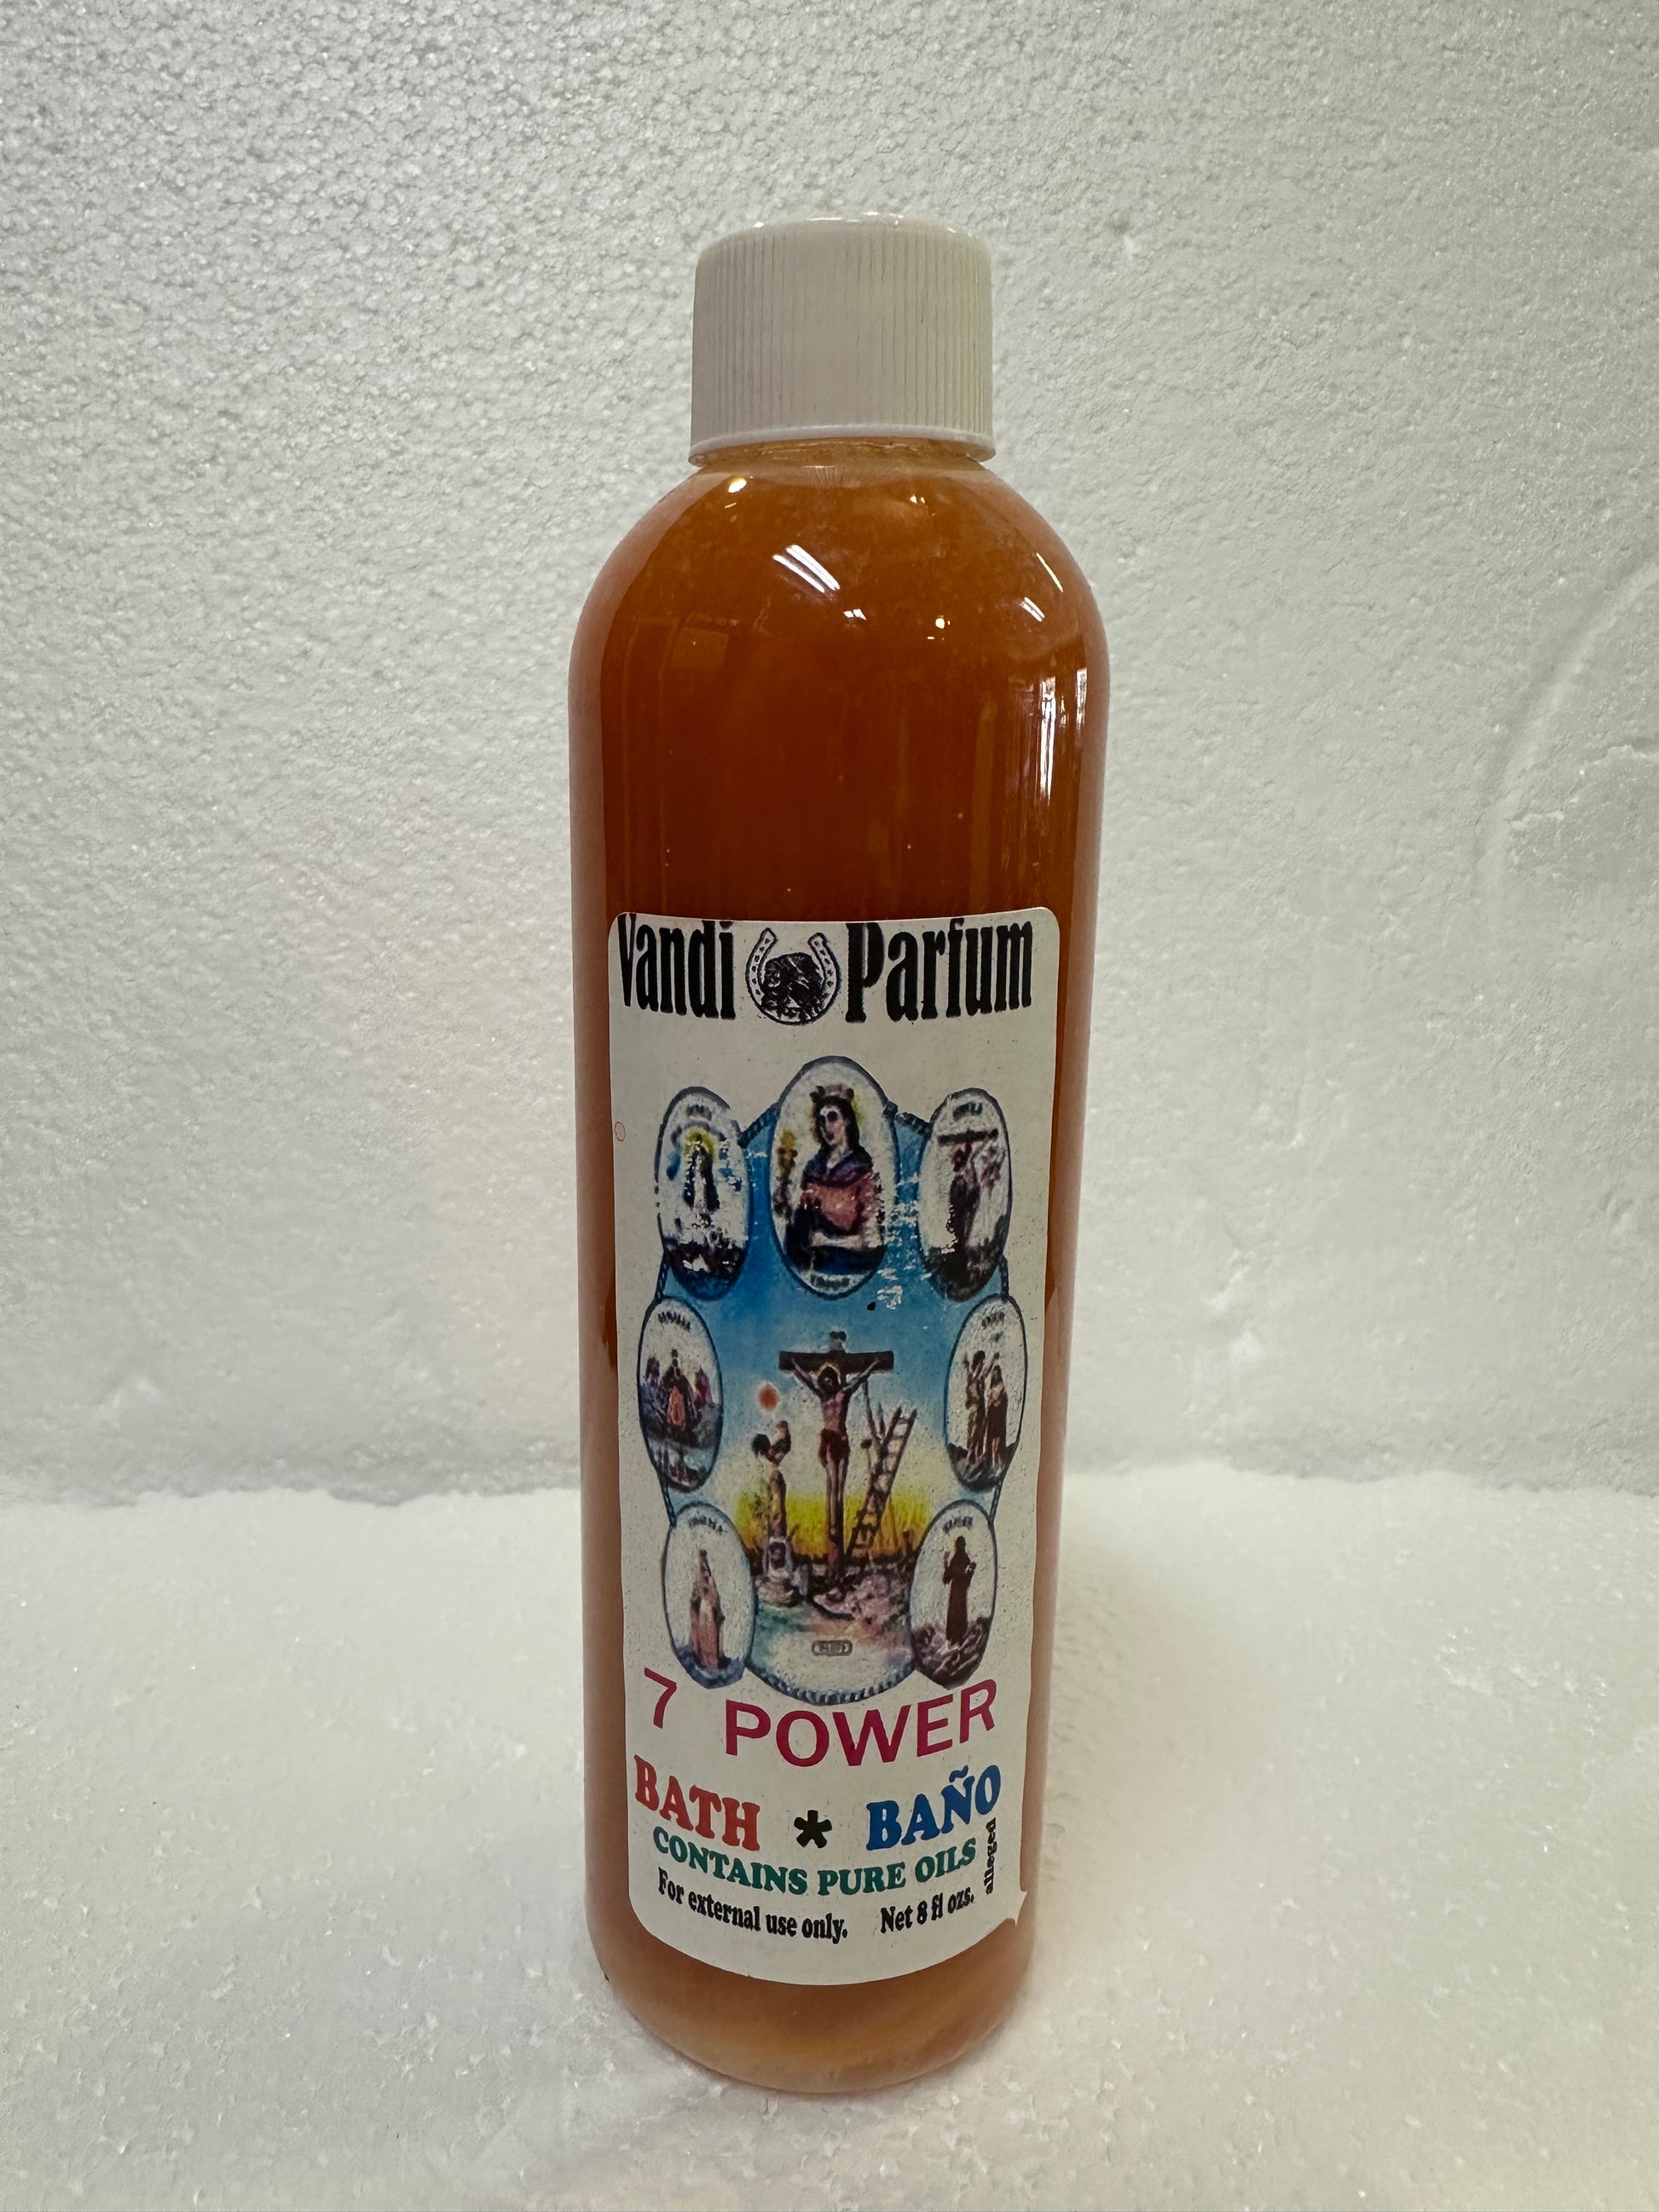 Vandi Parfum
7 POWER
BATH * BAÑO
CONTAINS PURE OILS
alleged
For external use only. Net 8 fl ozs.